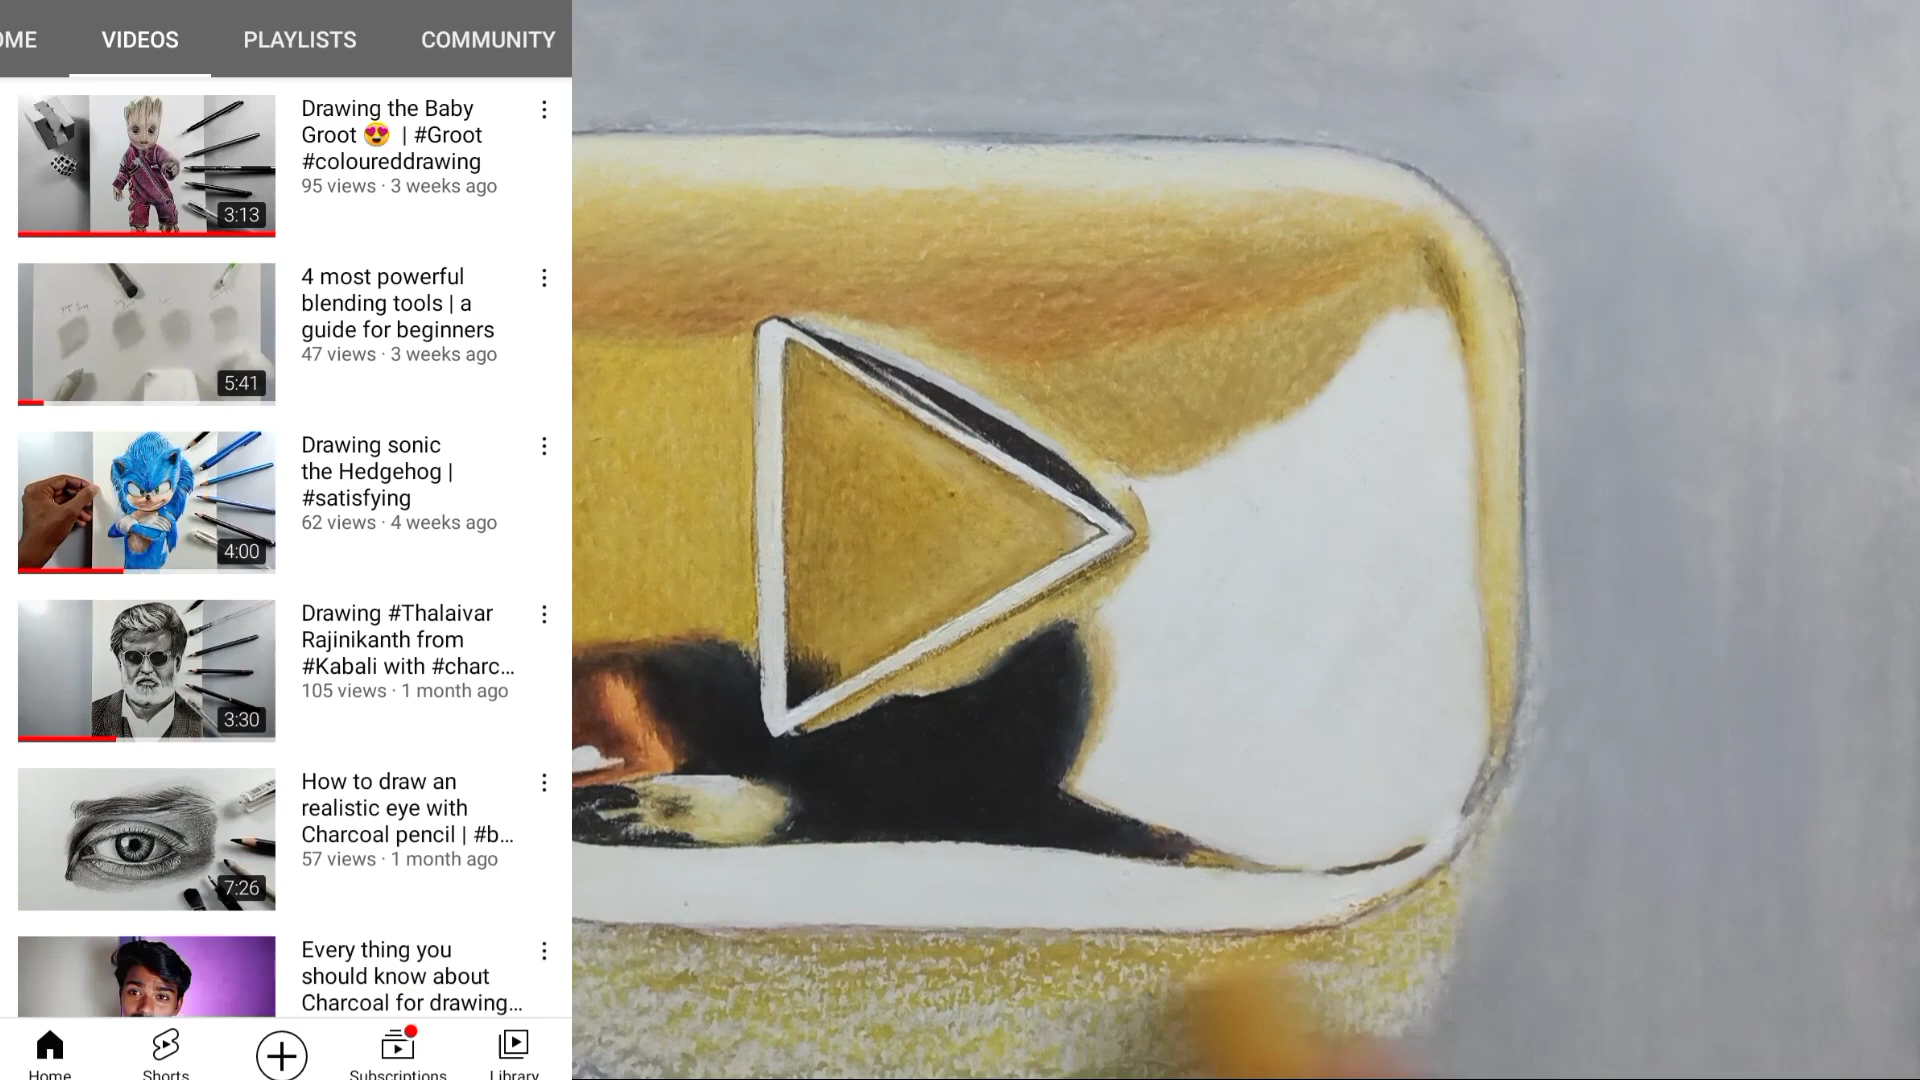 OME VIDEOS PLAYLISTS COMMUNITY
Drawing the Baby
Groot 😍 | #Groot
#coloureddrawing
95 views · 3 weeks ago
3:13
4 most powerful
blending tools | a
guide for beginners
47 views · 3 weeks ago
5:41
Drawing sonic
the Hedgehog |
#satisfying
62 views · 4 weeks ago
4:00
Drawing #Thalaivar
Rajinikanth from
#Kabali with #charc...
105 views · 1 month ago
3:30
How to draw an
realistic eye with
Charcoal pencil | #b...
57 views · 1 month ago
7:26
Every thing you
should know about
Charcoal for drawing...
Home Shorts Subscriptions Library